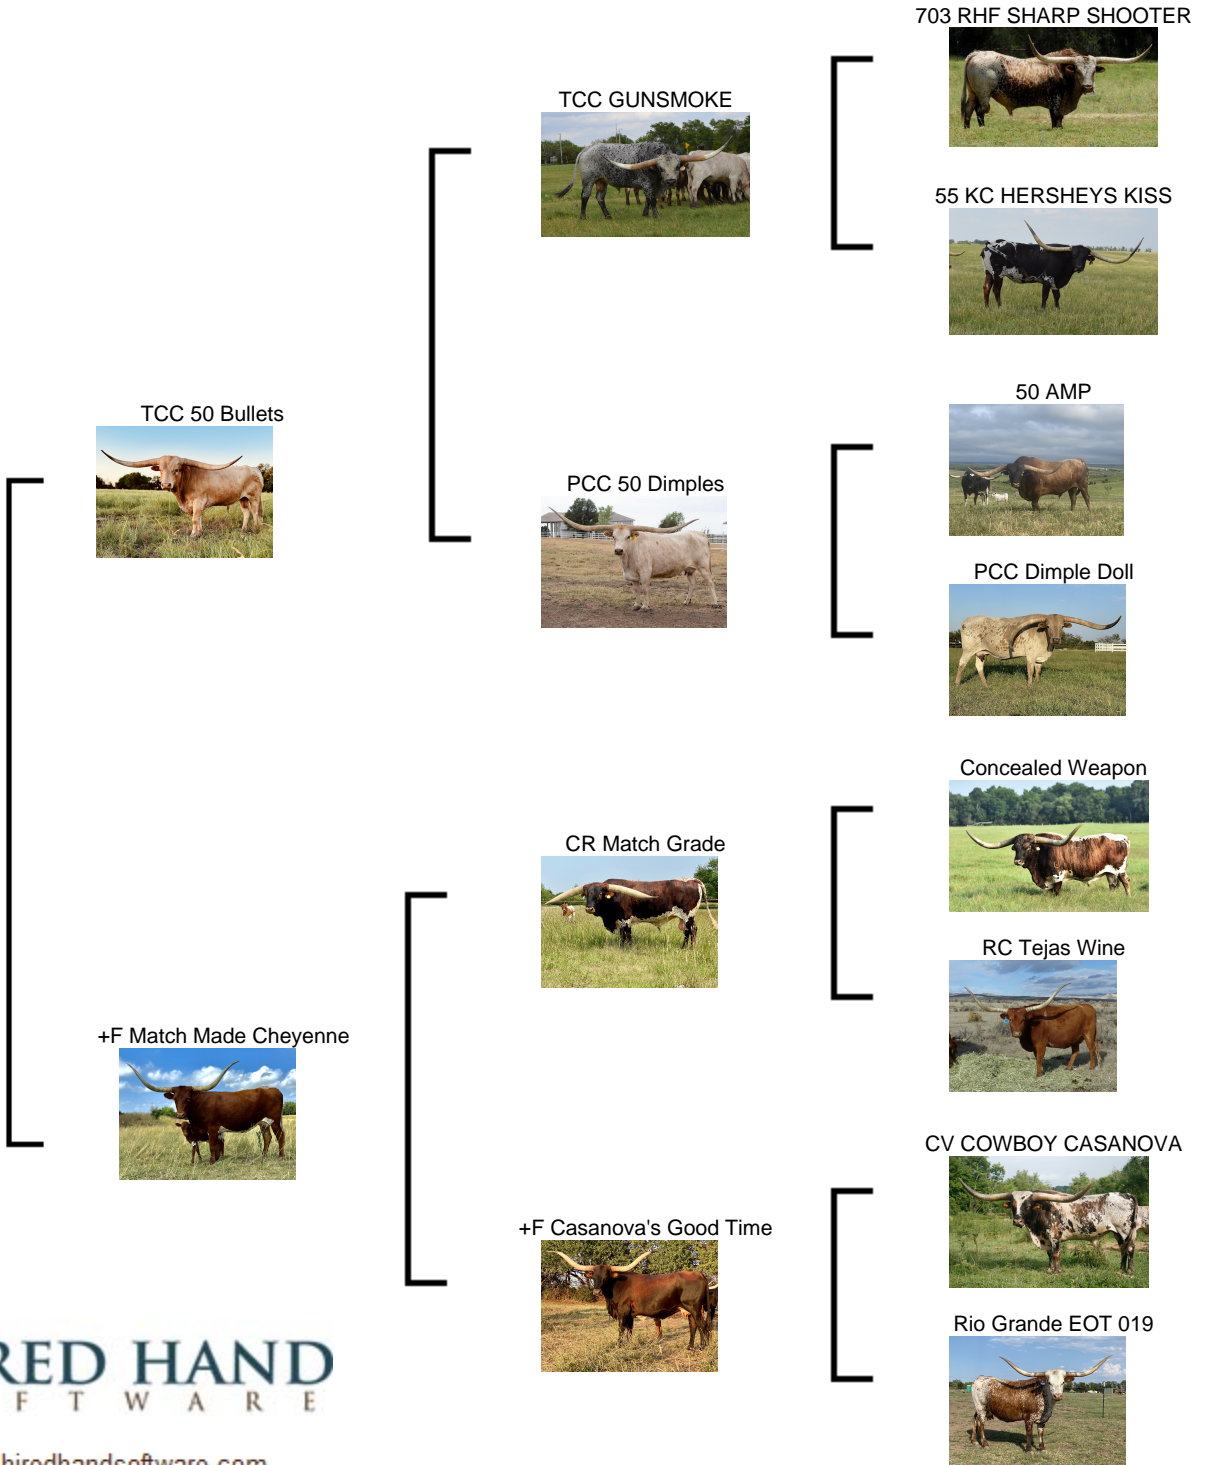 703 RHF SHARP SHOOTER
TCC GUNSMOKE
55 KC HERSHEYS KISS
50 AMP
TCC 50 Bullets
PCC 50 Dimples
PCC Dimple Doll
Concealed Weapon
CR Match Grade
RC Tejas Wine
+F Match Made Cheyenne
CV COWBOY CASANOVA
+F Casanova's Good Time
Rio Grande EOT 019
RED HAND
F T W A R E
hiredhandsoftware.com